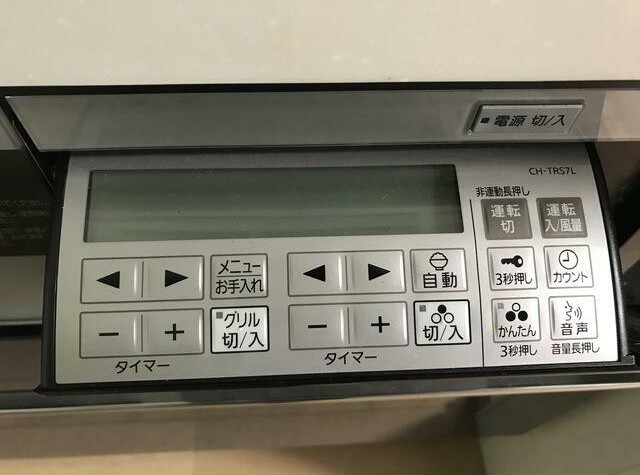 電源 切/入
CH-TRS7L
非連動長押し
運転
切
運転
入/風量
◀ ▶
メニュー
お手入れ
◀ ▶
自動
3秒押し
カウント
− +
グリル
切/入
− +
切/入
かんたん
音声
タイマー
タイマー
3秒押し
音量長押し